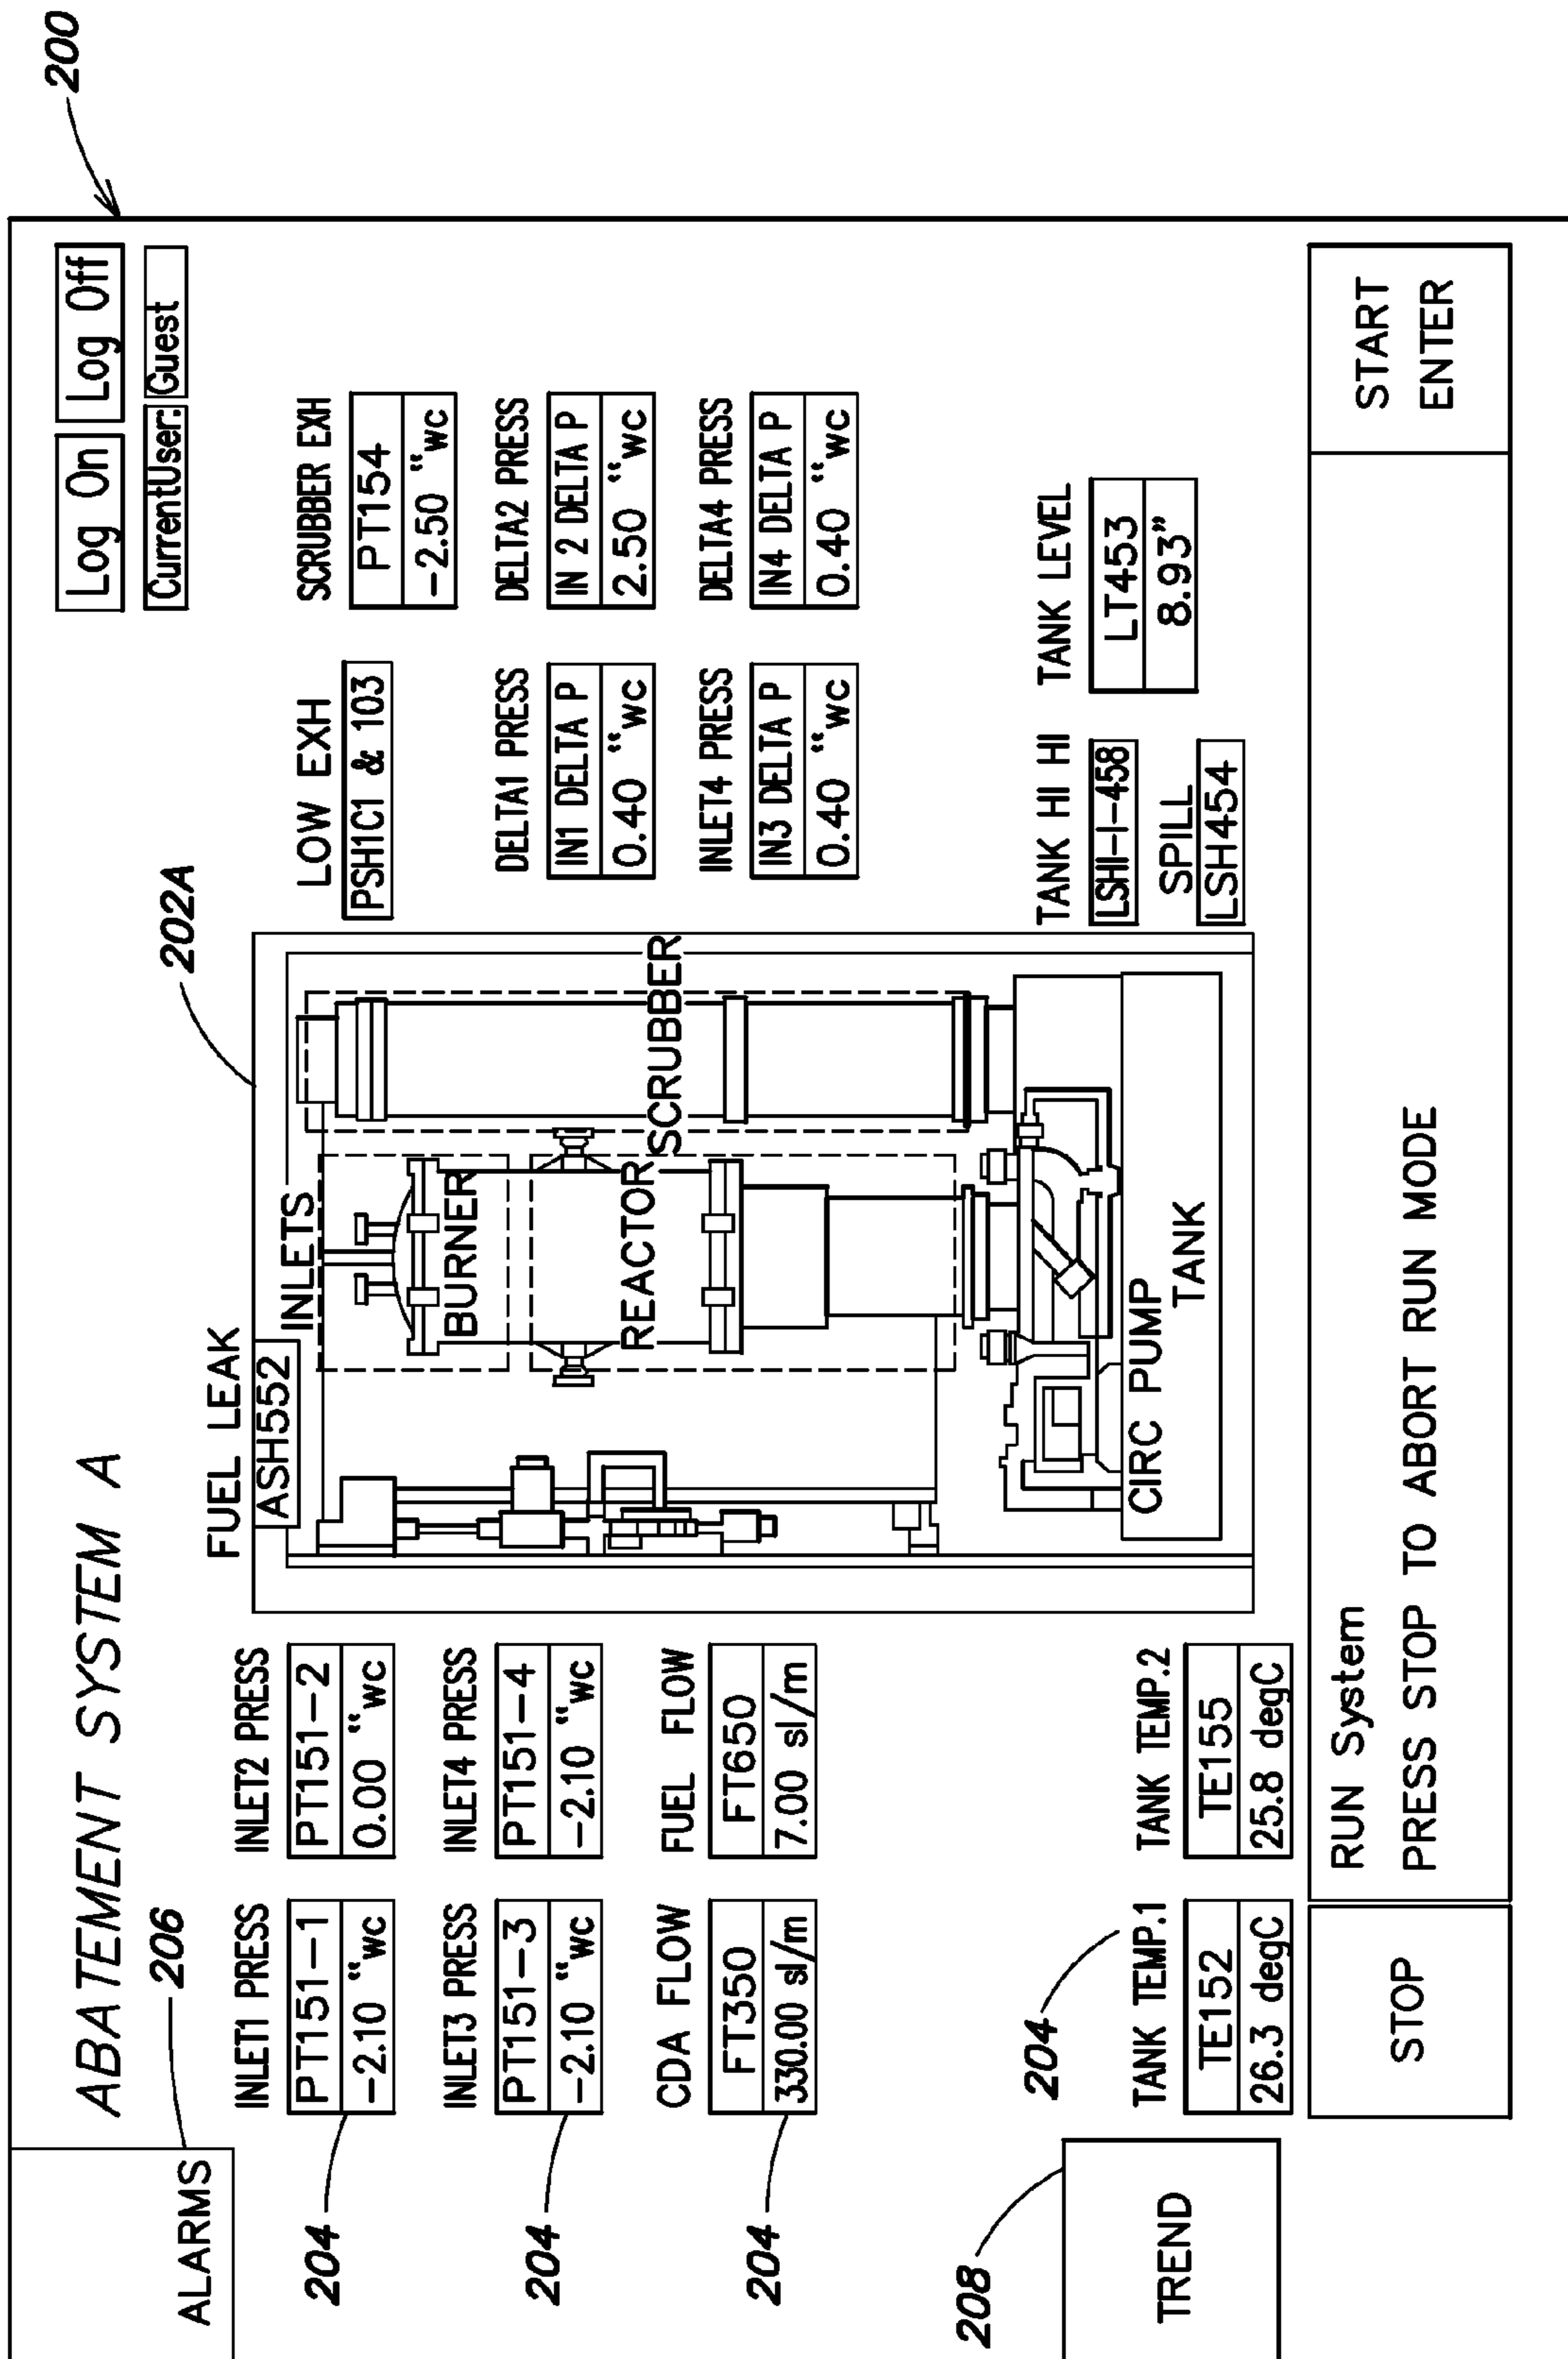 200
Log On
Log Off
CurrentUser:
Guest
ABATEMENT SYSTEM A
ALARMS
206
202A
FUEL LEAK
ASH552
INLETS
BURNER
REACTOR
SCRUBBER
CIRC PUMP
TANK
INLET1 PRESS
PT151-1
-2.10 "wc
INLET2 PRESS
PT151-2
0.00 "wc
204
INLET3 PRESS
PT151-3
-2.10 "wc
INLET4 PRESS
PT151-4
-2.10 "wc
204
CDA FLOW
FT350
330.00 sl/m
FUEL FLOW
FT650
7.00 sl/m
204
LOW EXH
PSH1C1 & 103
SCRUBBER EXH
PT154
-2.50 "wc
DELTA1 PRESS
IN1 DELTA P
0.40 "wc
DELTA2 PRESS
IN 2 DELTA P
2.50 "wc
INLET4 PRESS
IN3 DELTA P
0.40 "wc
DELTA4 PRESS
IN4 DELTA P
0.40 "wc
TANK HI HI
LSHI-I-458
SPILL
LSH454
TANK LEVEL
LT453
8.93"
204
TANK TEMP.1
TE152
26.3 degC
TANK TEMP.2
TE155
25.8 degC
208
TREND
STOP
RUN System
PRESS STOP TO ABORT RUN MODE
START
ENTER